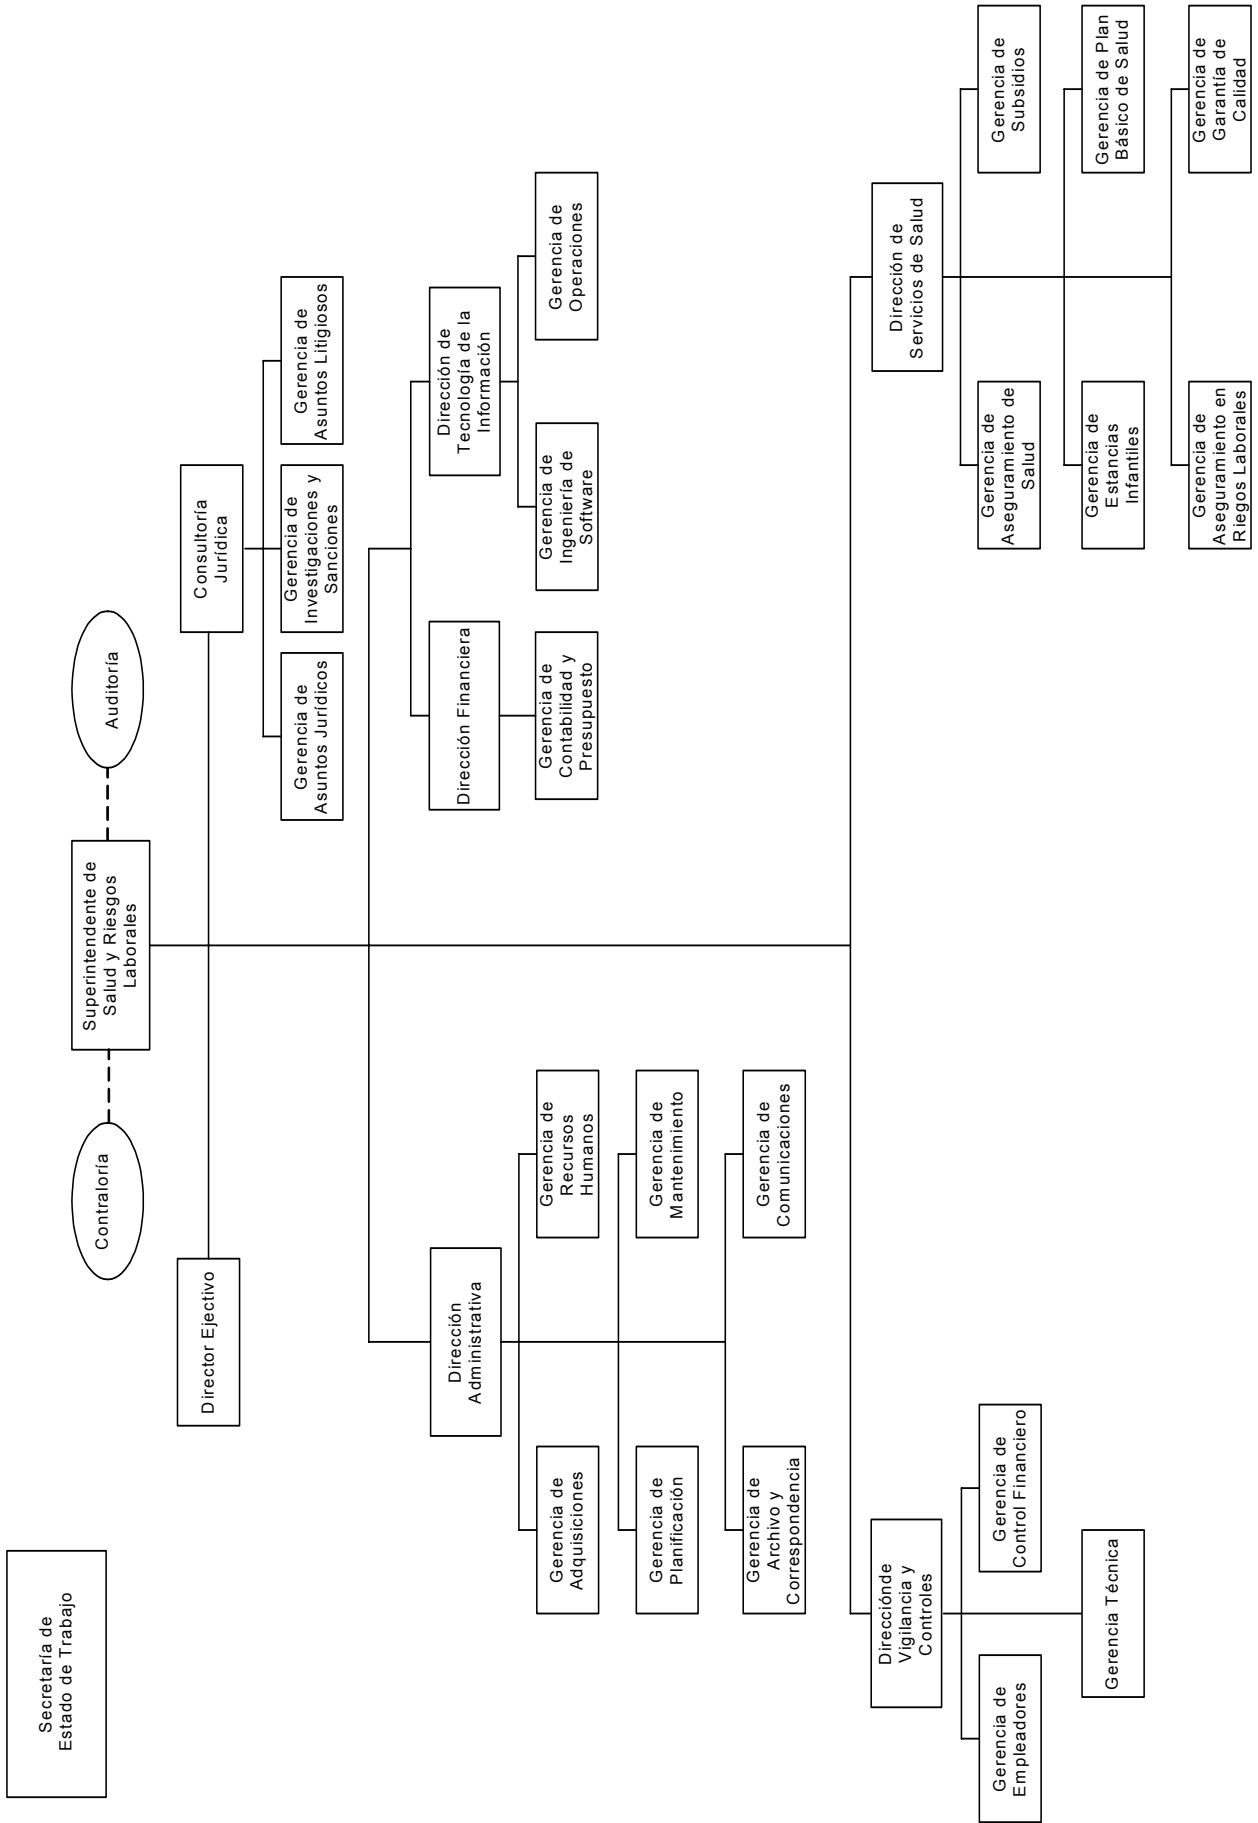 Secretaría de
Estado de Trabajo
Contraloría
Superintendente de
Salud y Riesgos
Laborales
Auditoría
Director Ejecutivo
Consultoría
Jurídica
Gerencia de
Asuntos Jurídicos
Gerencia de
Investigaciones y
Sanciones
Gerencia de
Asuntos Litigiosos
Dirección
Administrativa
Dirección Financiera
Dirección de
Tecnología de la
Información
Gerencia de
Adquisiciones
Gerencia de
Recursos
Humanos
Gerencia de
Contabilidad y
Presupuesto
Gerencia de
Ingeniería de
Software
Gerencia de
Operaciones
Gerencia de
Planificación
Gerencia de
Mantenimiento
Gerencia de
Archivo y
Correspondencia
Gerencia de
Comunicaciones
Direcciónde
Vigilancia y
Controles
Dirección de
Servicios de Salud
Gerencia de
Empleadores
Gerencia de
Control Financiero
Gerencia Técnica
Gerencia de
Aseguramiento de
Salud
Gerencia de
Subsidios
Gerencia de
Estancias
Infantiles
Gerencia de Plan
Básico de Salud
Gerencia de
Aseguramiento en
Riegos Laborales
Gerencia de
Garantía de
Calidad